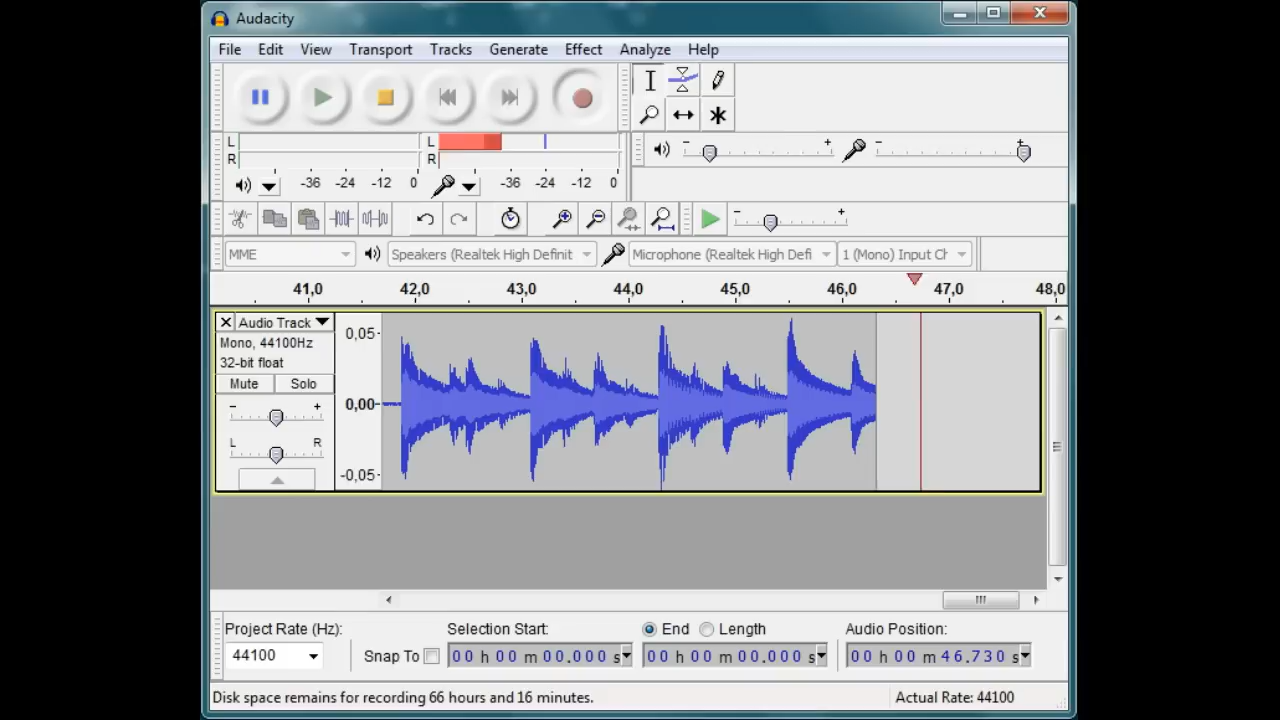 Audacity
File Edit View Transport Tracks Generate Effect Analyze Help
L L
R R
-36 -24 -12 0 -36 -24 -12 0
- + - +
- +
MME Speakers (Realtek High Definit Microphone (Realtek High Defi 1 (Mono) Input Ch
41,0 42,0 43,0 44,0 45,0 46,0 47,0 48,0
Audio Track
Mono, 44100Hz
32-bit float
Mute Solo
- +
L R
0,05
0,00
-0,05
Project Rate (Hz): Selection Start: End Length Audio Position:
44100 Snap To 00 h 00 m 00.000 s 00 h 00 m 00.000 s 00 h 00 m 46.730 s
Disk space remains for recording 66 hours and 16 minutes. Actual Rate: 44100